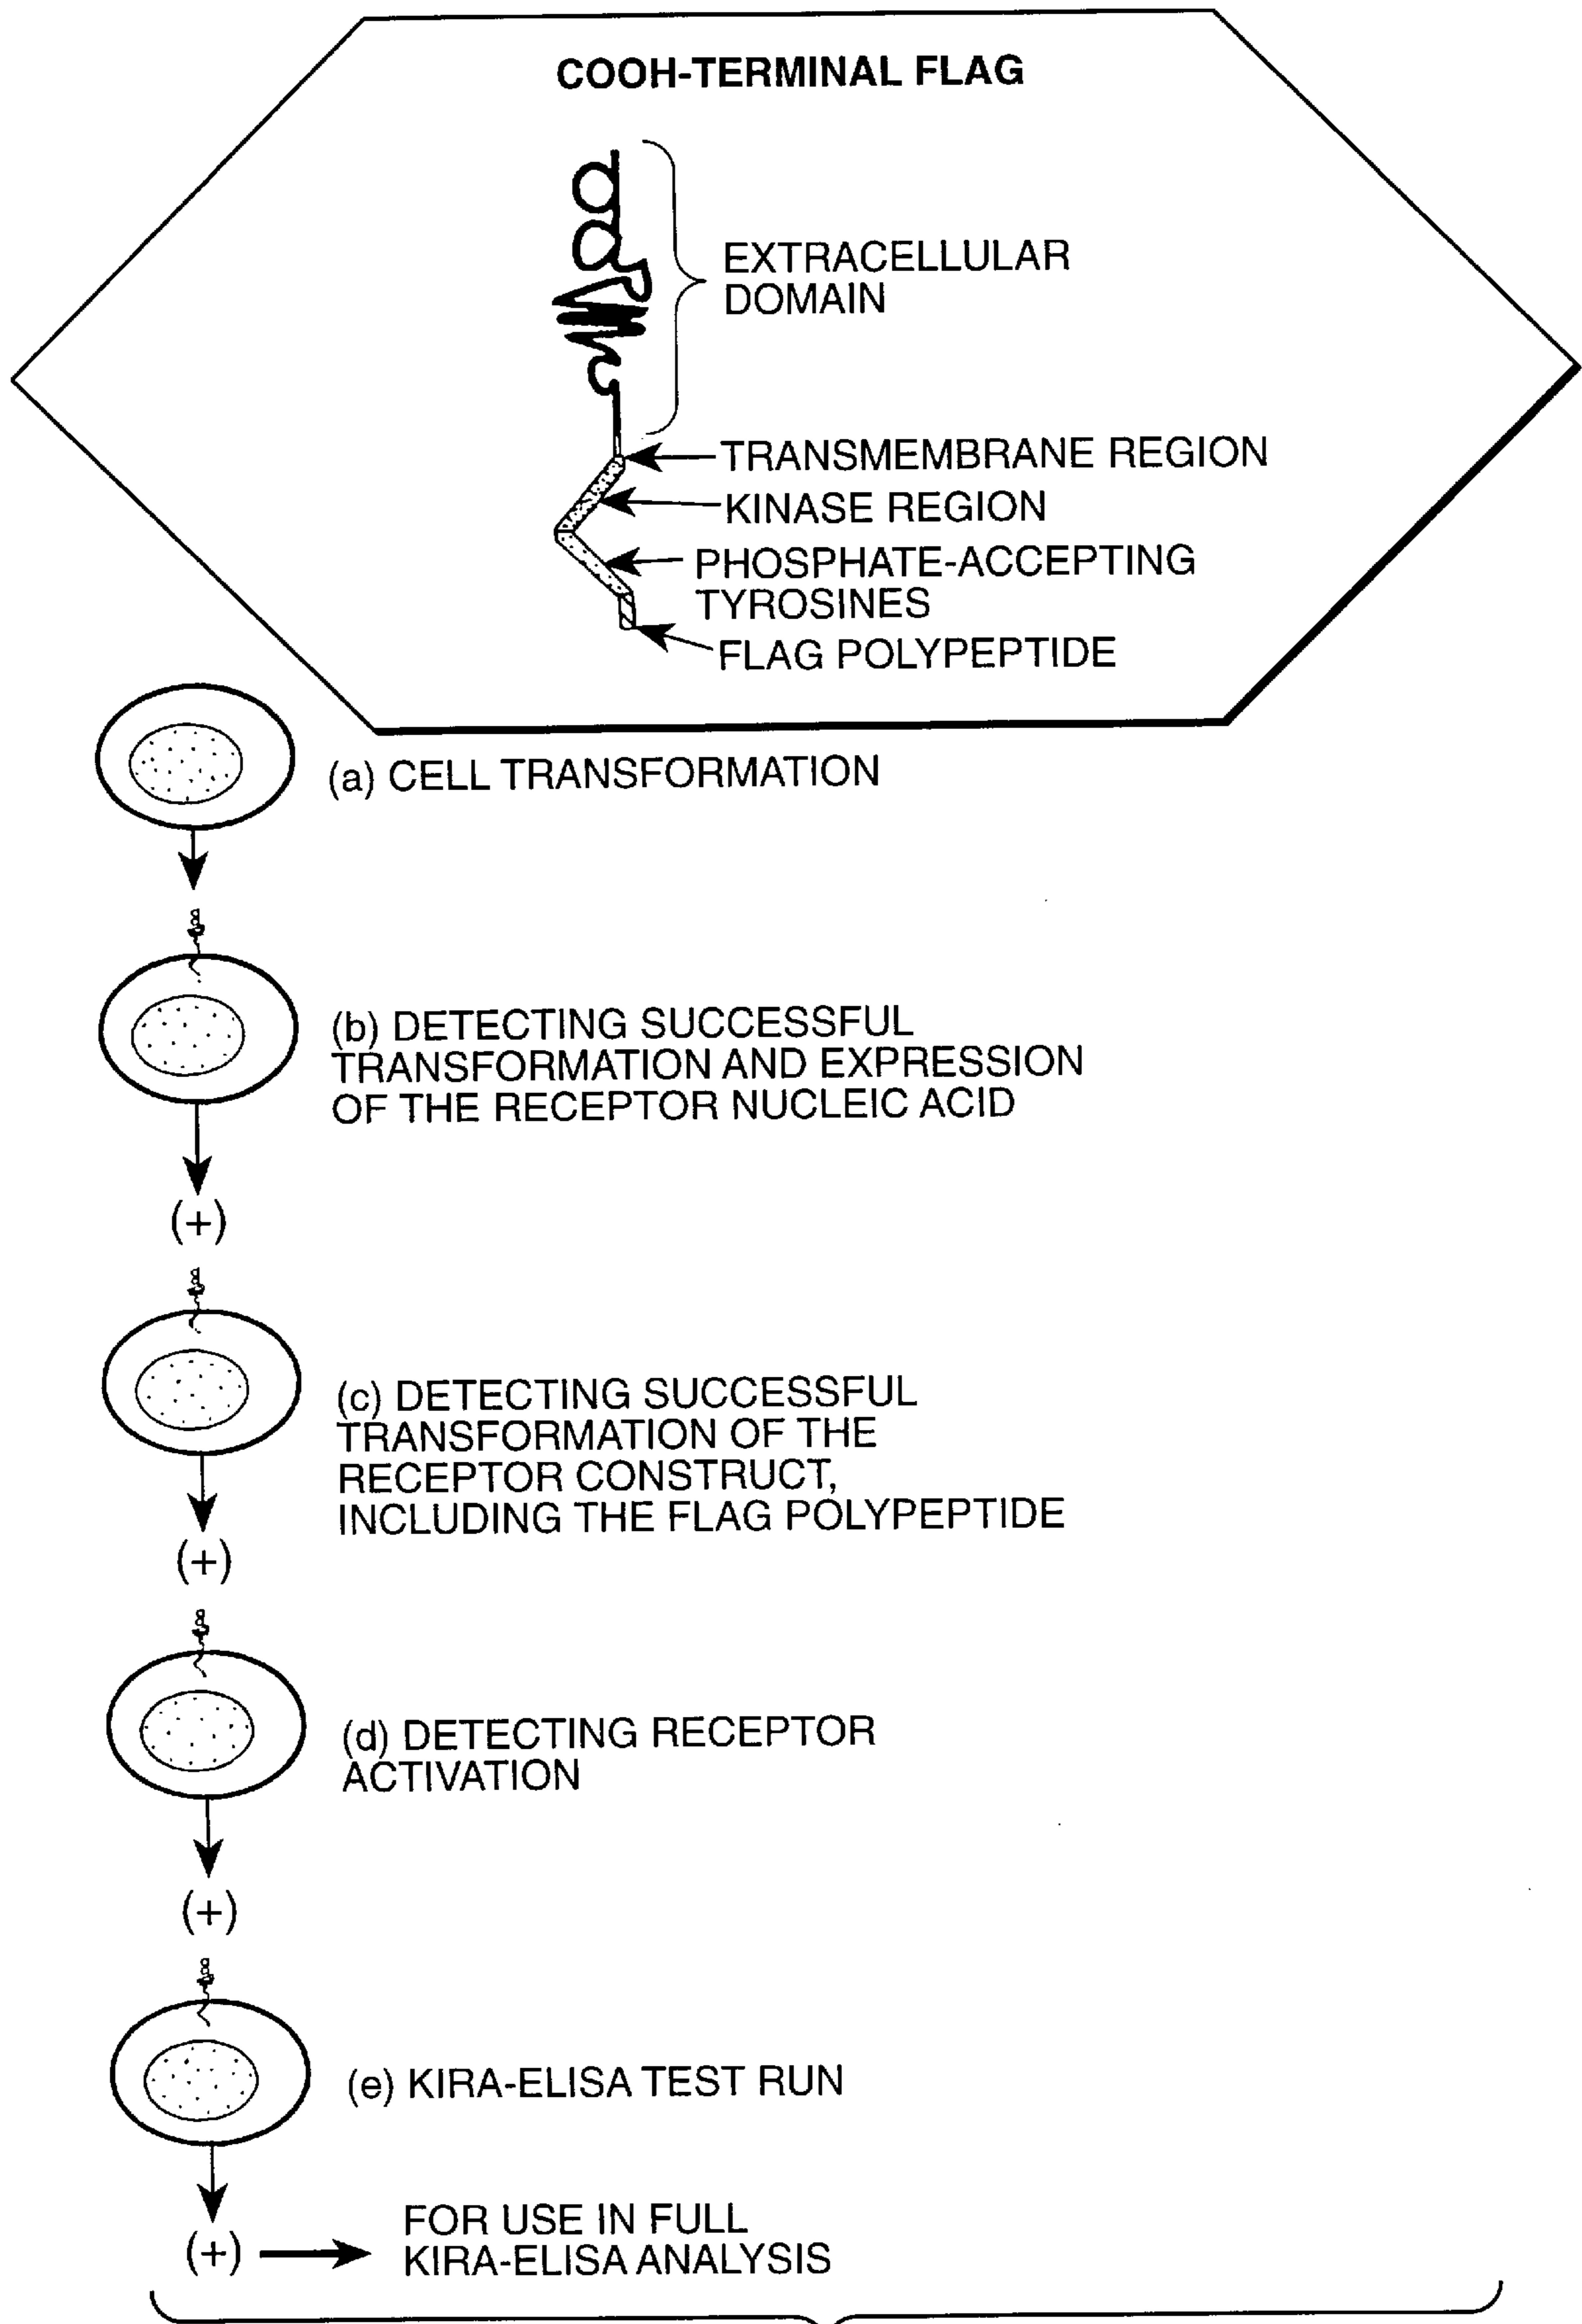 COOH-TERMINAL FLAG
EXTRACELLULAR
DOMAIN
TRANSMEMBRANE REGION
KINASE REGION
PHOSPHATE-ACCEPTING
TYROSINES
FLAG POLYPEPTIDE
(a) CELL TRANSFORMATION
(b) DETECTING SUCCESSFUL
TRANSFORMATION AND EXPRESSION
OF THE RECEPTOR NUCLEIC ACID
(+)
(c) DETECTING SUCCESSFUL
TRANSFORMATION OF THE
RECEPTOR CONSTRUCT,
INCLUDING THE FLAG POLYPEPTIDE
(+)
(d) DETECTING RECEPTOR
ACTIVATION
(+)
(e) KIRA-ELISA TEST RUN
(+)
FOR USE IN FULL
KIRA-ELISA ANALYSIS